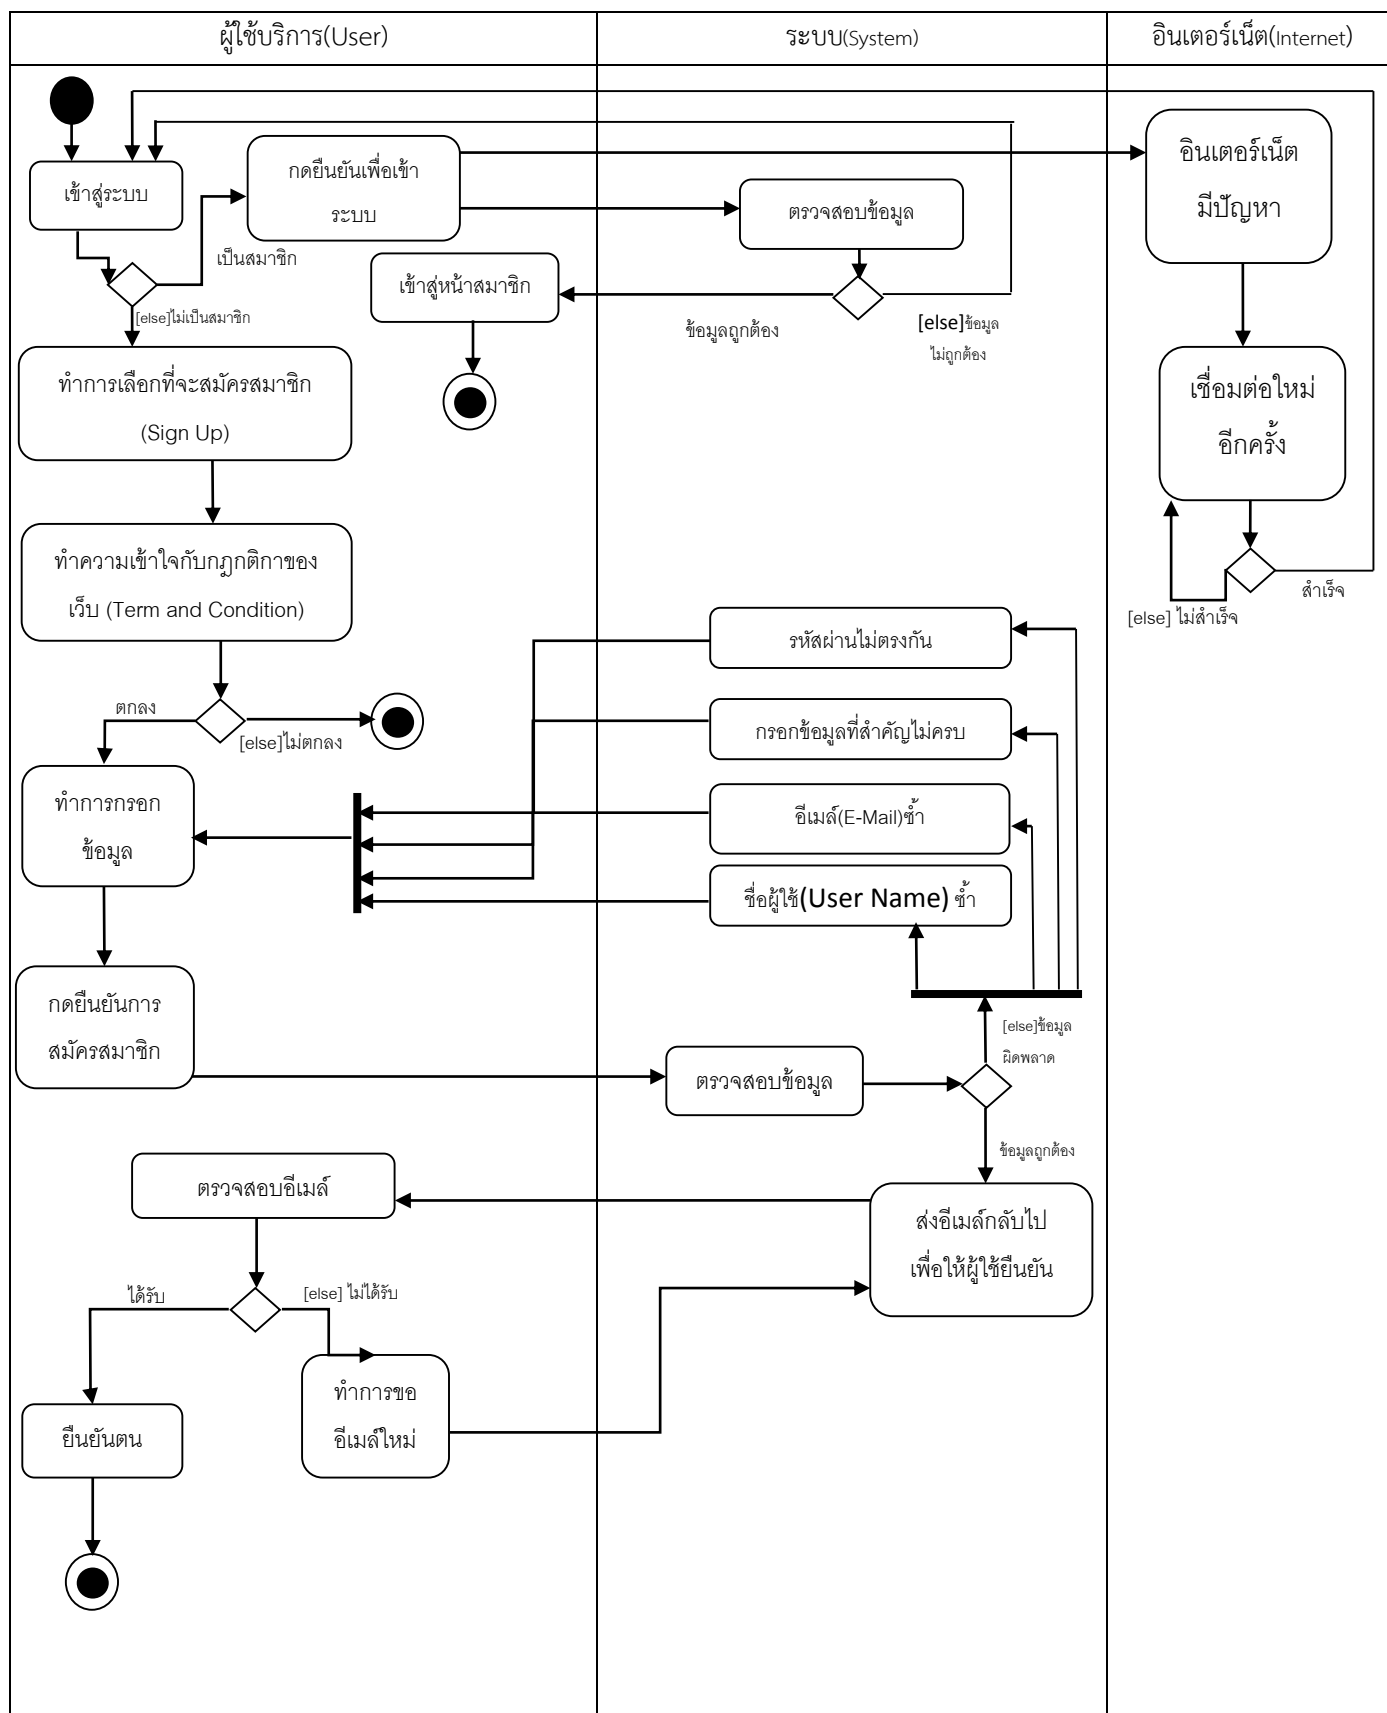 ผู้ใช้บริการ(User)
ระบบ(System)
อินเตอร์เน็ต(Internet)
เข้าสู่ระบบ
กดยืนยันเพื่อเข้า
ระบบ
ตรวจสอบข้อมูล
อินเตอร์เน็ต
มีปัญหา
เป็นสมาชิก
[else]ไม่เป็นสมาชิก
เข้าสู่หน้าสมาชิก
ข้อมูลถูกต้อง
[else]ข้อมูล
ไม่ถูกต้อง
ทำการเลือกที่จะสมัครสมาชิก
(Sign Up)
เชื่อมต่อใหม่
อีกครั้ง
ทำความเข้าใจกับกฎกติกาของ
เว็บ (Term and Condition)
สำเร็จ
[else] ไม่สำเร็จ
รหัสผ่านไม่ตรงกัน
ตกลง
[else]ไม่ตกลง
กรอกข้อมูลที่สำคัญไม่ครบ
ทำการกรอก
ข้อมูล
อีเมล์(E-Mail)ซ้ำ
ชื่อผู้ใช้(User Name) ซ้ำ
กดยืนยันการ
สมัครสมาชิก
[else]ข้อมูล
ผิดพลาด
ตรวจสอบข้อมูล
ข้อมูลถูกต้อง
ตรวจสอบอีเมล์
ส่งอีเมล์กลับไป
เพื่อให้ผู้ใช้ยืนยัน
ได้รับ
[else] ไม่ได้รับ
ทำการขอ
อีเมล์ใหม่
ยืนยันตน